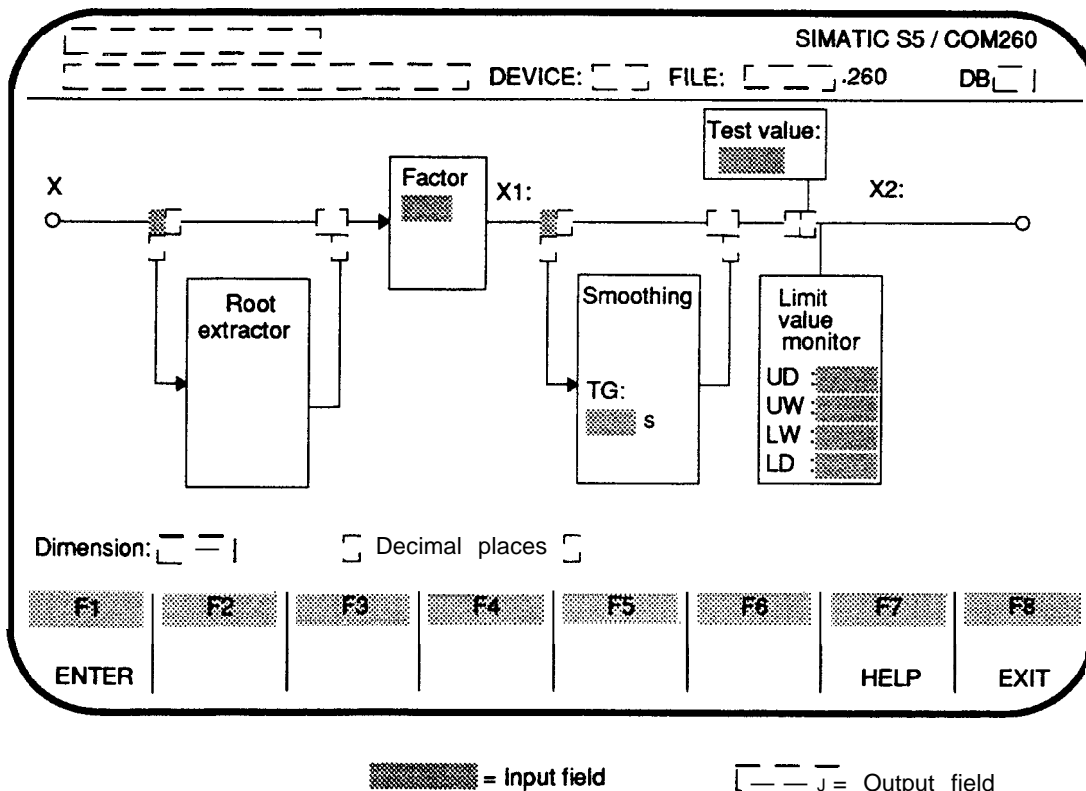 SIMATIC S5 / COM260
DEVICE: FILE: .260 DB
Test value:
Factor
X
X1:
X2:
Root
extractor
Smoothing
TG:
s
Limit
value
monitor
UD :
UW :
LW :
LD :
Dimension: Decimal places
F1 F2 F3 F4 F5 F6 F7 F8
ENTER HELP EXIT
= Input field
= Output field